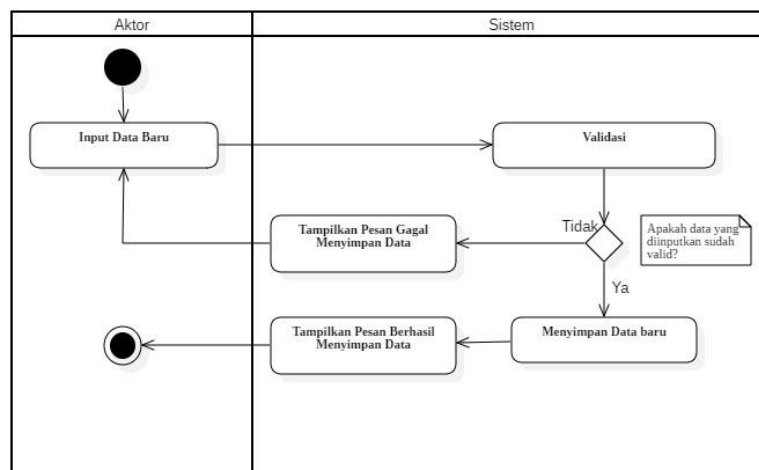 Aktor
Sistem
Input Data Baru
Validasi
Tampilkan Pesan Gagal
Menyimpan Data
Tidak
Apakah data yang
diinputkan sudah
valid?
Ya
Tampilkan Pesan Berhasil
Menyimpan Data
Menyimpan Data baru